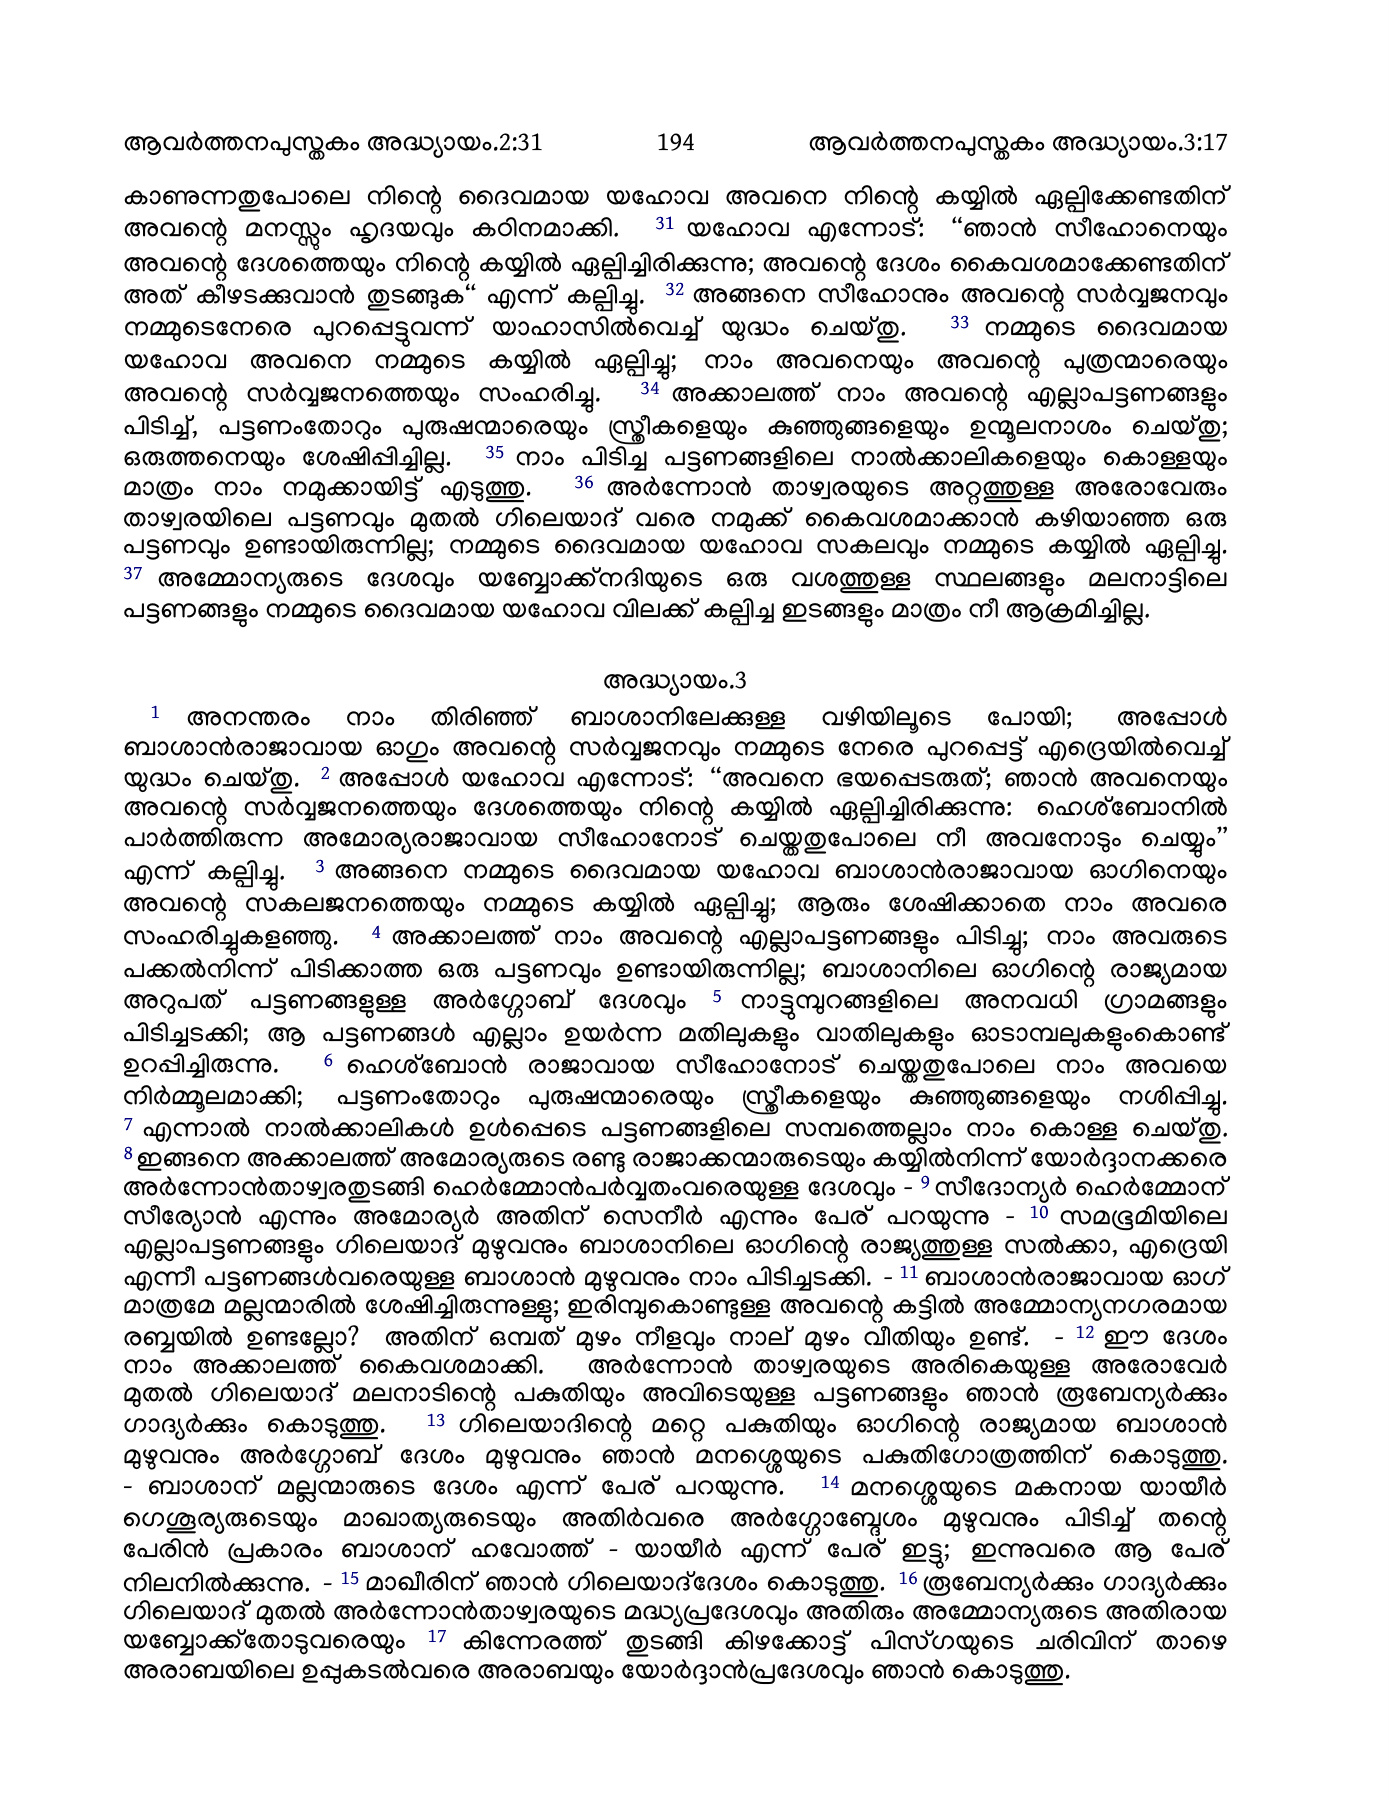 ആവർത്തനപുസ്തകം അദ്ധ്യായം.2:31 194 ആവർത്തനപുസ്തകം അദ്ധ്യായം.3:17
കാണുന്നതുപോലെ നിന്റെ ദൈവമായ യഹോവ അവനെ നിന്റെ കയ്യിൽ ഏല്പിക്കേണ്ടതിന്
അവന്റെ മനസ്സും ഹൃദയവും കഠിനമാക്കി. 31 യഹോവ എന്നോട്: “ഞാൻ സീഹോനെയും
അവന്റെ ദേശത്തെയും നിന്റെ കയ്യിൽ ഏല്പിച്ചിരിക്കുന്നു; അവന്റെ ദേശം കൈവശമാക്കേണ്ടതിന്
അത് കീഴടക്കുവാൻ തുടങ്ങുക“ എന്ന് കല്പിച്ചു. 32 അങ്ങനെ സീഹോനും അവന്റെ സർവ്വജനവും
നമ്മുടെനേരെ പുറപ്പെട്ടുവന്ന് യാഹാസിൽവെച്ച് യുദ്ധം ചെയ്തു. 33 നമ്മുടെ ദൈവമായ
യഹോവ അവനെ നമ്മുടെ കയ്യിൽ ഏല്പിച്ചു; നാം അവനെയും അവന്റെ പുത്രന്മാരെയും
അവന്റെ സർവ്വജനത്തെയും സംഹരിച്ചു. 34 അക്കാലത്ത് നാം അവന്റെ എല്ലാപട്ടണങ്ങളും
പിടിച്ച്, പട്ടണംതോറും പുരുഷന്മാരെയും സ്ത്രീകളെയും കുഞ്ഞുങ്ങളെയും ഉന്മൂലനാശം ചെയ്തു;
ഒരുത്തനെയും ശേഷിപ്പിച്ചില്ല. 35 നാം പിടിച്ച പട്ടണങ്ങളിലെ നാൽക്കാലികളെയും കൊള്ളയും
മാത്രം നാം നമുക്കായിട്ട് എടുത്തു. 36 അർന്നോൻ താഴ്വരയുടെ അറ്റത്തുള്ള അരോവേരും
താഴ്വരയിലെ പട്ടണവും മുതൽ ഗിലെയാദ് വരെ നമുക്ക് കൈവശമാക്കാൻ കഴിയാഞ്ഞ ഒരു
പട്ടണവും ഉണ്ടായിരുന്നില്ല; നമ്മുടെ ദൈവമായ യഹോവ സകലവും നമ്മുടെ കയ്യിൽ ഏല്പിച്ചു.
37 അമ്മോന്യരുടെ ദേശവും യബ്ബോക്ക്നദിയുടെ ഒരു വശത്തുള്ള സ്ഥലങ്ങളും മലനാട്ടിലെ
പട്ടണങ്ങളും നമ്മുടെ ദൈവമായ യഹോവ വിലക്ക് കല്പിച്ച ഇടങ്ങളും മാത്രം നീ ആക്രമിച്ചില്ല.
അദ്ധ്യായം.3
1 അനന്തരം നാം തിരിഞ്ഞ് ബാശാനിലേക്കുള്ള വഴിയിലൂടെ പോയി; അപ്പോൾ
ബാശാൻരാജാവായ ഓഗും അവന്റെ സർവ്വജനവും നമ്മുടെ നേരെ പുറപ്പെട്ട് എദ്രെയിൽവെച്ച്
യുദ്ധം ചെയ്തു. 2 അപ്പോൾ യഹോവ എന്നോട്: “അവനെ ഭയപ്പെടരുത്; ഞാൻ അവനെയും
അവന്റെ സർവ്വജനത്തെയും ദേശത്തെയും നിന്റെ കയ്യിൽ ഏല്പിച്ചിരിക്കുന്നു: ഹെശ്ബോനിൽ
പാർത്തിരുന്ന അമോര്യരാജാവായ സീഹോനോട് ചെയ്തതുപോലെ നീ അവനോടും ചെയ്യും”
എന്ന് കല്പിച്ചു. 3 അങ്ങനെ നമ്മുടെ ദൈവമായ യഹോവ ബാശാൻരാജാവായ ഓഗിനെയും
അവന്റെ സകലജനത്തെയും നമ്മുടെ കയ്യിൽ ഏല്പിച്ചു; ആരും ശേഷിക്കാതെ നാം അവരെ
സംഹരിച്ചുകളഞ്ഞു. 4 അക്കാലത്ത് നാം അവന്റെ എല്ലാപട്ടണങ്ങളും പിടിച്ചു; നാം അവരുടെ
പക്കൽനിന്ന് പിടിക്കാത്ത ഒരു പട്ടണവും ഉണ്ടായിരുന്നില്ല; ബാശാനിലെ ഓഗിന്റെ രാജ്യമായ
അറുപത് പട്ടണങ്ങളുള്ള അർഗ്ഗോബ് ദേശവും 5 നാട്ടുമ്പുറങ്ങളിലെ അനവധി ഗ്രാമങ്ങളും
പിടിച്ചടക്കി; ആ പട്ടണങ്ങൾ എല്ലാം ഉയർന്ന മതിലുകളും വാതിലുകളും ഓടാമ്പലുകളുംകൊണ്ട്
ഉറപ്പിച്ചിരുന്നു. 6 ഹെശ്ബോൻ രാജാവായ സീഹോനോട് ചെയ്തതുപോലെ നാം അവയെ
നിർമ്മൂലമാക്കി; പട്ടണംതോറും പുരുഷന്മാരെയും സ്ത്രീകളെയും കുഞ്ഞുങ്ങളെയും നശിപ്പിച്ചു.
7 എന്നാൽ നാൽക്കാലികൾ ഉൾപ്പെടെ പട്ടണങ്ങളിലെ സമ്പത്തെല്ലാം നാം കൊള്ള ചെയ്തു.
8 ഇങ്ങനെ അക്കാലത്ത് അമോര്യരുടെ രണ്ടു രാജാക്കന്മാരുടെയും കയ്യിൽനിന്ന് യോർദ്ദാനക്കരെ
അർന്നോൻതാഴ്വരതുടങ്ങി ഹെർമ്മോൻപർവ്വതംവരെയുള്ള ദേശവും - 9 സീദോന്യർ ഹെർമ്മോന്
സീര്യോൻ എന്നും അമോര്യർ അതിന് സെനീർ എന്നും പേര് പറയുന്നു - 10 സമഭൂമിയിലെ
എല്ലാപട്ടണങ്ങളും ഗിലെയാദ് മുഴുവനും ബാശാനിലെ ഓഗിന്റെ രാജ്യത്തുള്ള സൽക്കാ, എദ്രെയി
എന്നീ പട്ടണങ്ങൾവരെയുള്ള ബാശാൻ മുഴുവനും നാം പിടിച്ചടക്കി. - 11 ബാശാൻരാജാവായ ഓഗ്
മാത്രമേ മല്ലന്മാരിൽ ശേഷിച്ചിരുന്നുള്ളു; ഇരിമ്പുകൊണ്ടുള്ള അവന്റെ കട്ടിൽ അമ്മോന്യനഗരമായ
രബ്ബയിൽ ഉണ്ടല്ലോ? അതിന് ഒമ്പത് മുഴം നീളവും നാല് മുഴം വീതിയും ഉണ്ട്. - 12 ഈ ദേശം
നാം അക്കാലത്ത് കൈവശമാക്കി. അർന്നോൻ താഴ്വരയുടെ അരികെയുള്ള അരോവേർ
മുതൽ ഗിലെയാദ് മലനാടിന്റെ പകുതിയും അവിടെയുള്ള പട്ടണങ്ങളും ഞാൻ രൂബേന്യർക്കും
ഗാദ്യർക്കും കൊടുത്തു. 13 ഗിലെയാദിന്റെ മറ്റെ പകുതിയും ഓഗിന്റെ രാജ്യമായ ബാശാൻ
മുഴുവനും അർഗ്ഗോബ് ദേശം മുഴുവനും ഞാൻ മനശ്ശെയുടെ പകുതിഗോത്രത്തിന് കൊടുത്തു.
- ബാശാന് മല്ലന്മാരുടെ ദേശം എന്ന് പേര് പറയുന്നു. 14 മനശ്ശെയുടെ മകനായ യായീർ
ഗെശൂര്യരുടെയും മാഖാത്യരുടെയും അതിർവരെ അർഗ്ഗോബ്ദേശം മുഴുവനും പിടിച്ച് തന്റെ
പേരിൻ പ്രകാരം ബാശാന് ഹവോത്ത് - യായീർ എന്ന് പേര് ഇട്ടു; ഇന്നുവരെ ആ പേര്
നിലനിൽക്കുന്നു. - 15 മാഖീരിന് ഞാൻ ഗിലെയാദ്ദേശം കൊടുത്തു. 16 രൂബേന്യർക്കും ഗാദ്യർക്കും
ഗിലെയാദ് മുതൽ അർന്നോൻതാഴ്വരയുടെ മദ്ധ്യപ്രദേശവും അതിരും അമ്മോന്യരുടെ അതിരായ
യബ്ബോക്ക്തോടുവരെയും 17 കിന്നേരത്ത് തുടങ്ങി കിഴക്കോട്ട് പിസ്ഗയുടെ ചരിവിന് താഴെ
അരാബയിലെ ഉപ്പുകടൽവരെ അരാബയും യോർദ്ദാൻപ്രദേശവും ഞാൻ കൊടുത്തു.